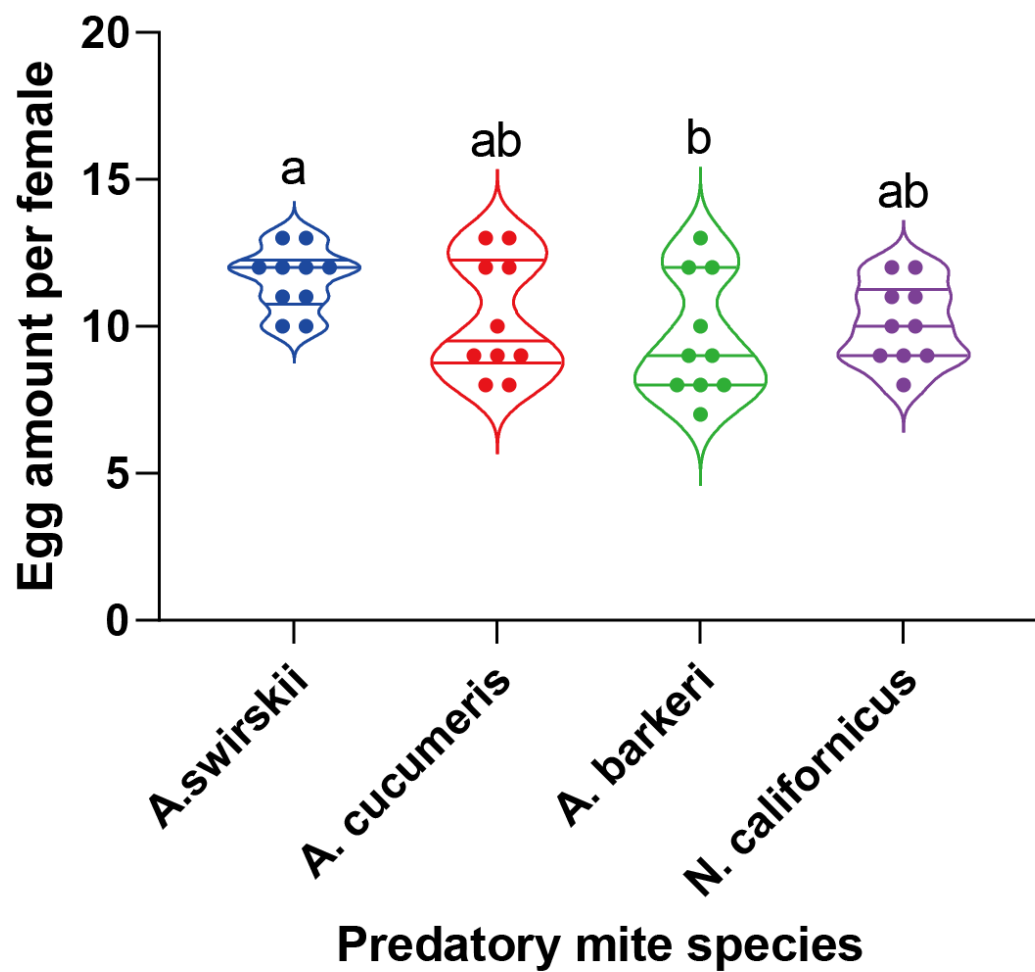 Egg amount per female
20
15
10
5
0
a
ab
b
ab
A.swirskii
A. cucumeris
A. barkeri
N. californicus
Predatory mite species